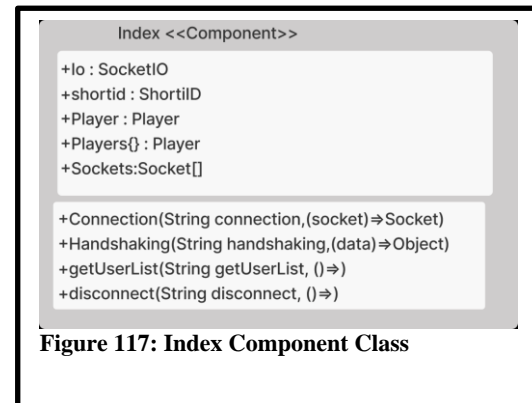 Index <<Component>>
+Io : SocketIO
+shortid : ShortiID
+Player : Player
+Players{} : Player
+Sockets:Socket[]
+Connection(String connection,(socket)⇒Socket)
+Handshaking(String handshaking,(data)⇒Object)
+getUserList(String getUserList, ()⇒)
+disconnect(String disconnect, ()⇒)
Figure 117: Index Component Class